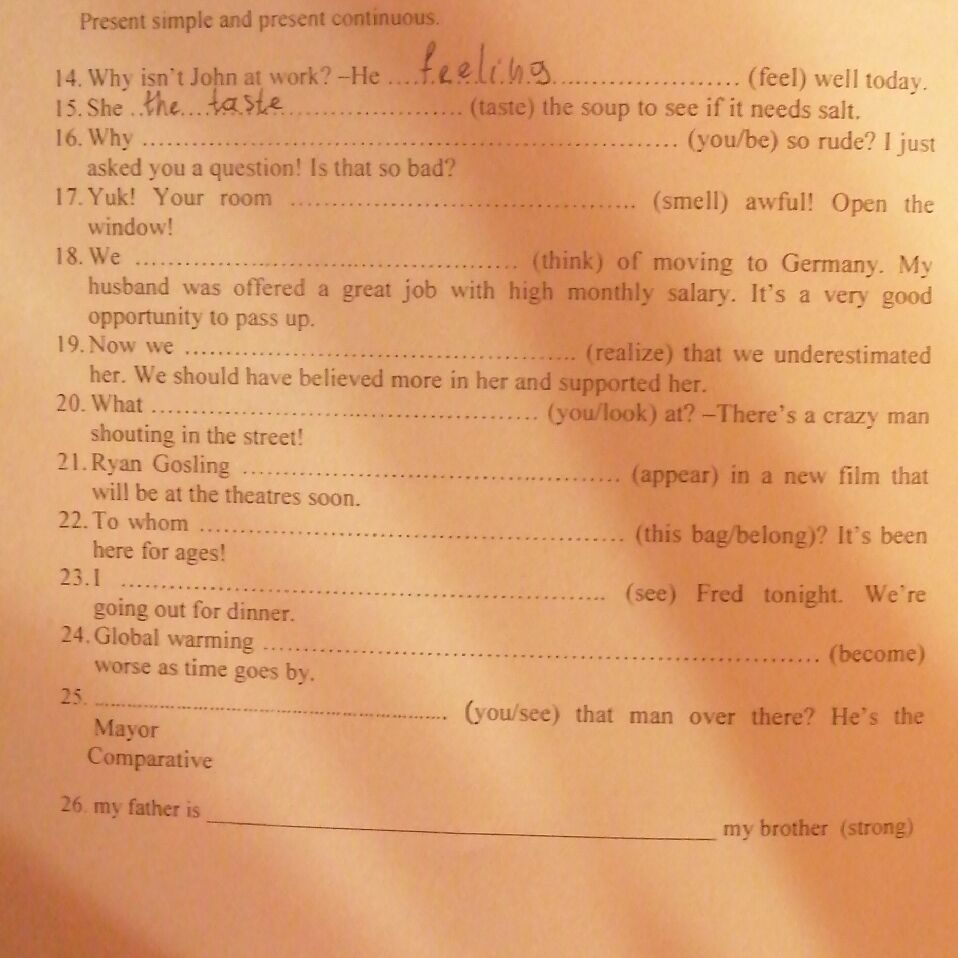 Present simple and present continuous.
14. Why isn't John at work? –He ....feeling............................ (feel) well today.
15. She ..the....taste........................... (taste) the soup to see if it needs salt.
16. Why .................................................................................. (you/be) so rude? I just
asked you a question! Is that so bad?
17. Yuk! Your room ............................................. (smell) awful! Open the
window!
18. We .................................................. (think) of moving to Germany. My
husband was offered a great job with high monthly salary. It's a very good
opportunity to pass up.
19. Now we .................................................. (realize) that we underestimated
her. We should have believed more in her and supported her.
20. What .................................................. (you/look) at? –There's a crazy man
shouting in the street!
21. Ryan Gosling .................................................. (appear) in a new film that
will be at the theatres soon.
22. To whom ....................................................... (this bag/belong)? It's been
here for ages!
23. I ............................................................... (see) Fred tonight. We're
going out for dinner.
24. Global warming ......................................................................... (become)
worse as time goes by.
25. .................................................. (you/see) that man over there? He's the
Mayor
Comparative
26. my father is ______________________________ my brother (strong)